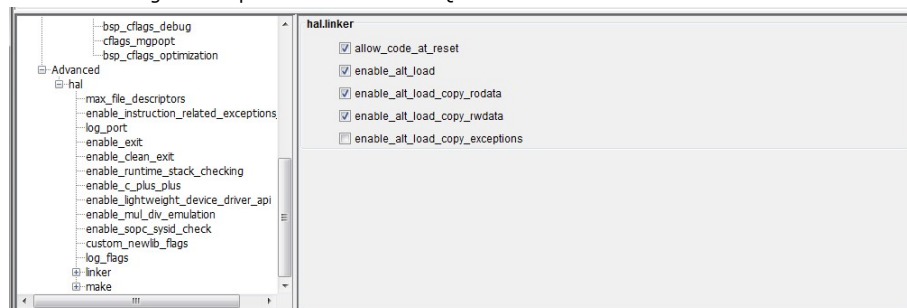 bsp_cflags_debug
cflags_mgpopt
bsp_cflags_optimization
Advanced
hal
max_file_descriptors
enable_instruction_related_exceptions_
log_port
enable_exit
enable_clean_exit
enable_runtime_stack_checking
enable_c_plus_plus
enable_lightweight_device_driver_api
enable_mul_div_emulation
enable_sopc_sysid_check
custom_newlib_flags
log_flags
linker
make
hal.linker
allow_code_at_reset
enable_alt_load
enable_alt_load_copy_rodata
enable_alt_load_copy_rwdata
enable_alt_load_copy_exceptions